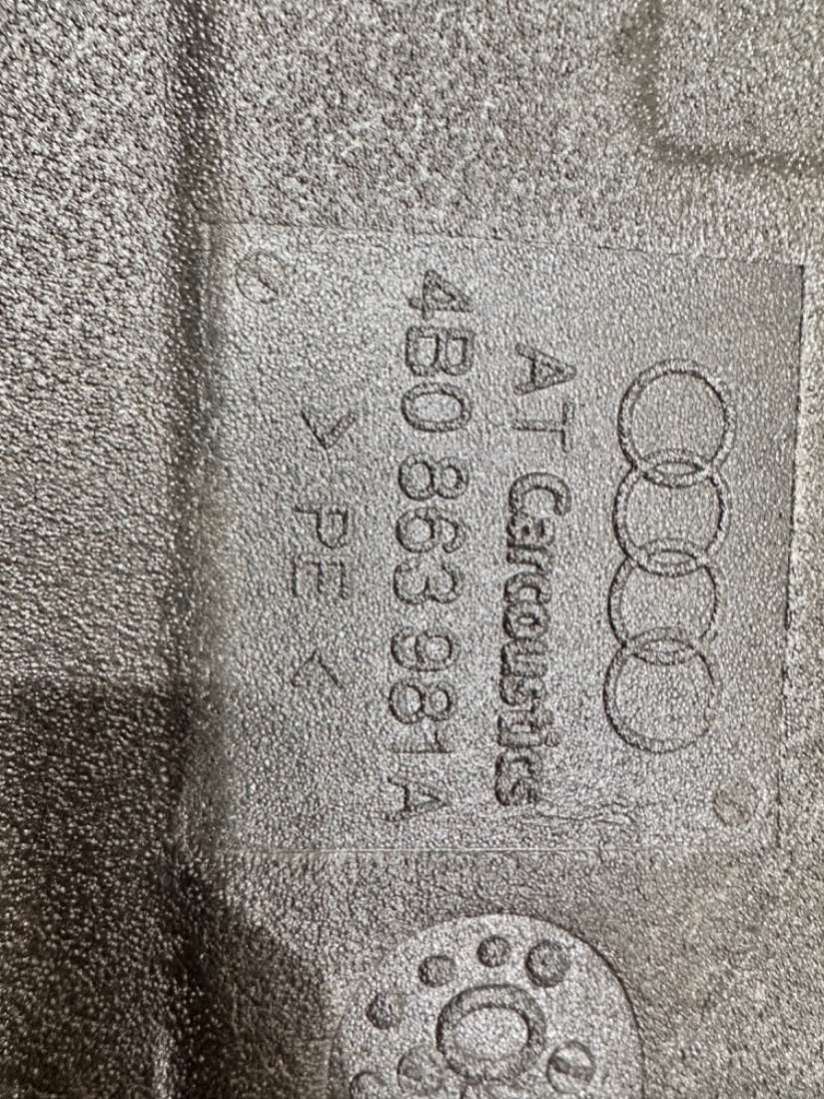 AT Carcoustics
4B0 863 981 A
> PE <